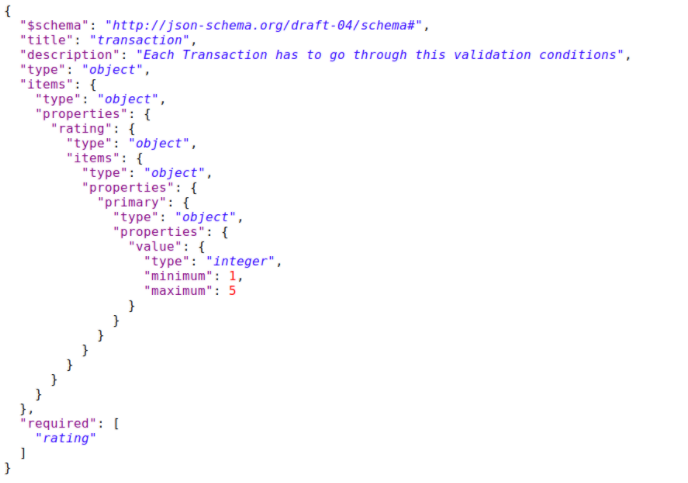 {
  "$schema": "http://json-schema.org/draft-04/schema#",
  "title": "transaction",
  "description": "Each Transaction has to go through this validation conditions",
  "type": "object",
  "items": {
    "type": "object",
    "properties": {
      "rating": {
        "type": "object",
        "items": {
          "type": "object",
          "properties": {
            "primary": {
              "type": "object",
              "properties": {
                "value": {
                  "type": "integer",
                  "minimum": 1,
                  "maximum": 5
                }
              }
            }
          }
        }
      }
    }
  },
  "required": [
    "rating"
  ]
}